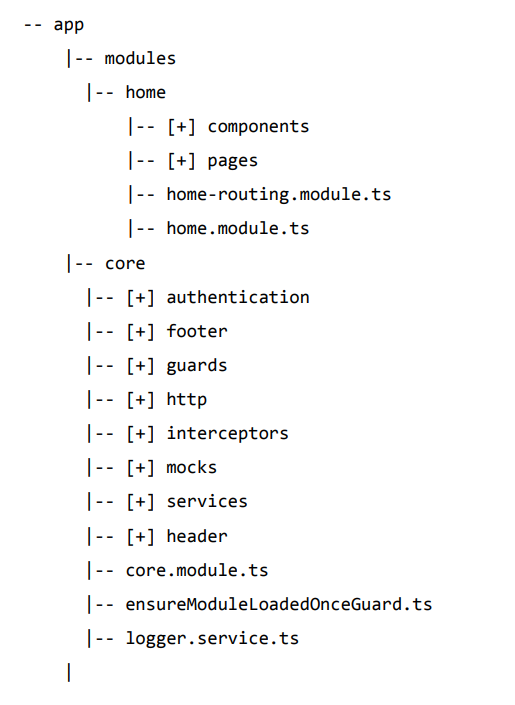 -- app
    |-- modules
      |-- home
          |-- [+] components
          |-- [+] pages
          |-- home-routing.module.ts
          |-- home.module.ts
    |-- core
      |-- [+] authentication
      |-- [+] footer
      |-- [+] guards
      |-- [+] http
      |-- [+] interceptors
      |-- [+] mocks
      |-- [+] services
      |-- [+] header
      |-- core.module.ts
      |-- ensureModuleLoadedOnceGuard.ts
      |-- logger.service.ts
    |